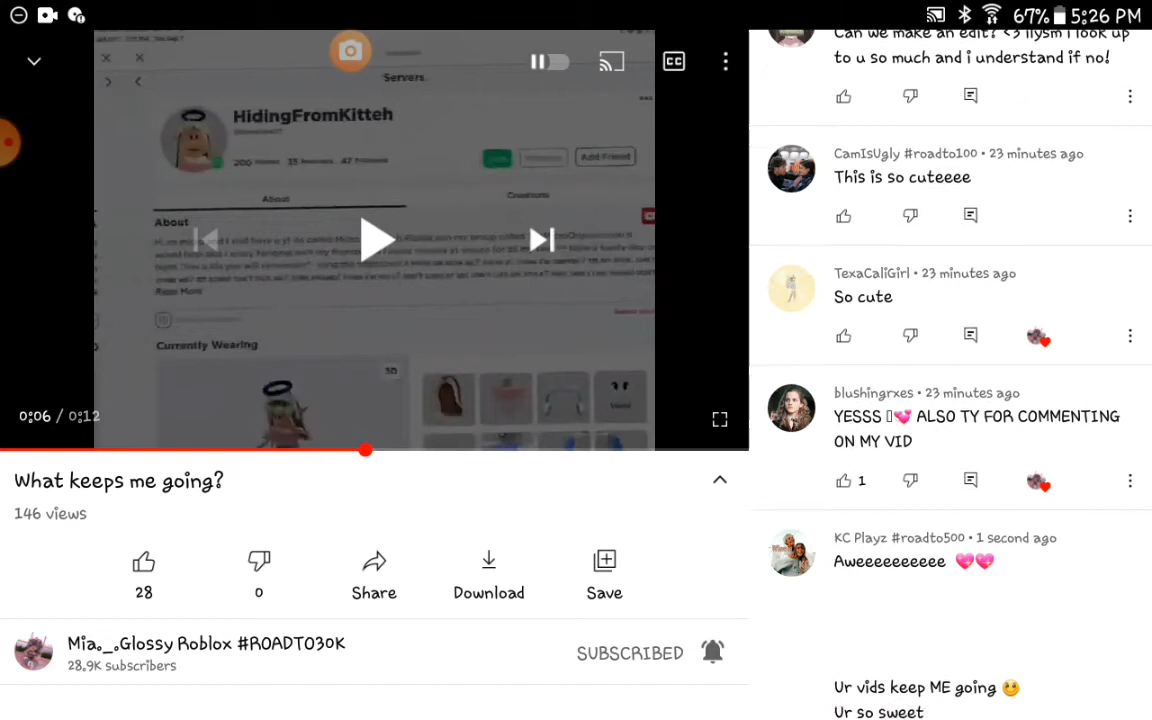 67% 5:26 PM
Servers
HidingFromKitteh
Add Friend
About
Creations
About
Read More
Currently Wearing
3D
CC
0:06 / 0:12
What keeps me going?
146 views
28
0
Share
Download
Save
Mia｡_｡Glossy Roblox #ROADTO30K
28.9K subscribers
SUBSCRIBED
Can we make an edit? <3 ilysm i look up
to u so much and i understand if no!
CamIsUgly #roadto100 • 23 minutes ago
This is so cuteeee
TexaCaliGirl • 23 minutes ago
So cute
blushingrxes • 23 minutes ago
YESSS 💞 ALSO TY FOR COMMENTING
ON MY VID
1
KC Playz #roadto500 • 1 second ago
Aweeeeeeeeee 💖💖
Ur vids keep ME going 🥺
Ur so sweet